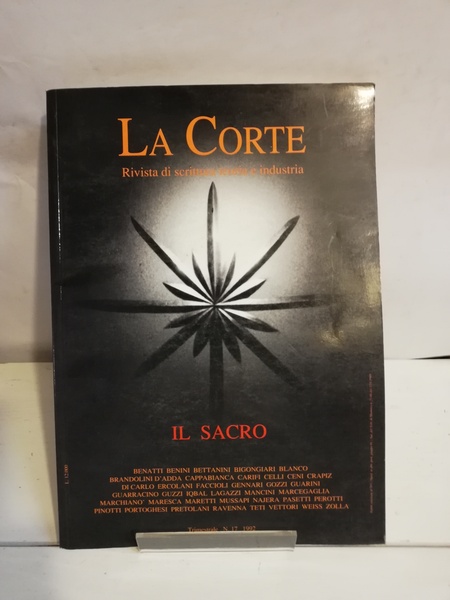 LA CORTE
Rivista di scrittura e industria
IL SACRO
BENATTI BENINI BETTANINI BIGONGIARI BLANCO
BRANDOLINI D'ADDA CAPPABIANCA CARIFI CELLI CENI CRAPIZ
DI CARLO ERCOLANI FACCIOLI GENNARI GOZZI GUARINI
GUARRACINO GUZZI IQBAL LAGAZZI MANCINI MARCEGAGLIA
MARCHIANO' MARESCA MARETTI MUSSAPI NAJERA PASETTI PEROTTI
PINOTTI PORTOGHESI PRETOLANI RAVENNA TETI VETTORI WEISS ZOLLA
Trimestrale N. 17 1992